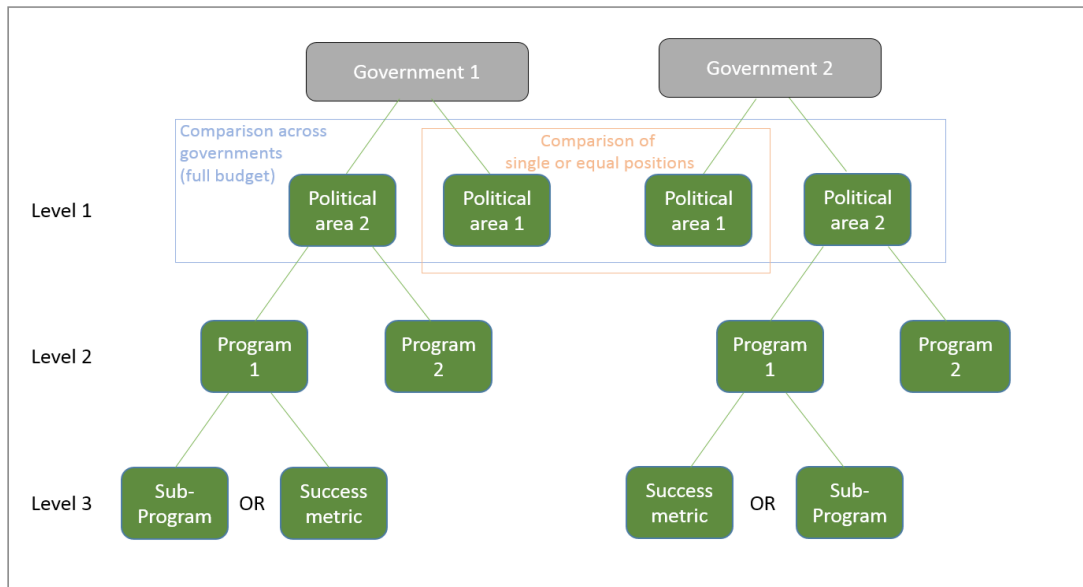 Government 1
Government 2
Comparison across
governments
(full budget)
Comparison of
single or equal positions
Level 1
Political
area 2
Political
area 1
Political
area 1
Political
area 2
Level 2
Program
1
Program
2
Program
1
Program
2
Level 3
Sub-
Program
OR
Success
metric
Success
metric
OR
Sub-
Program